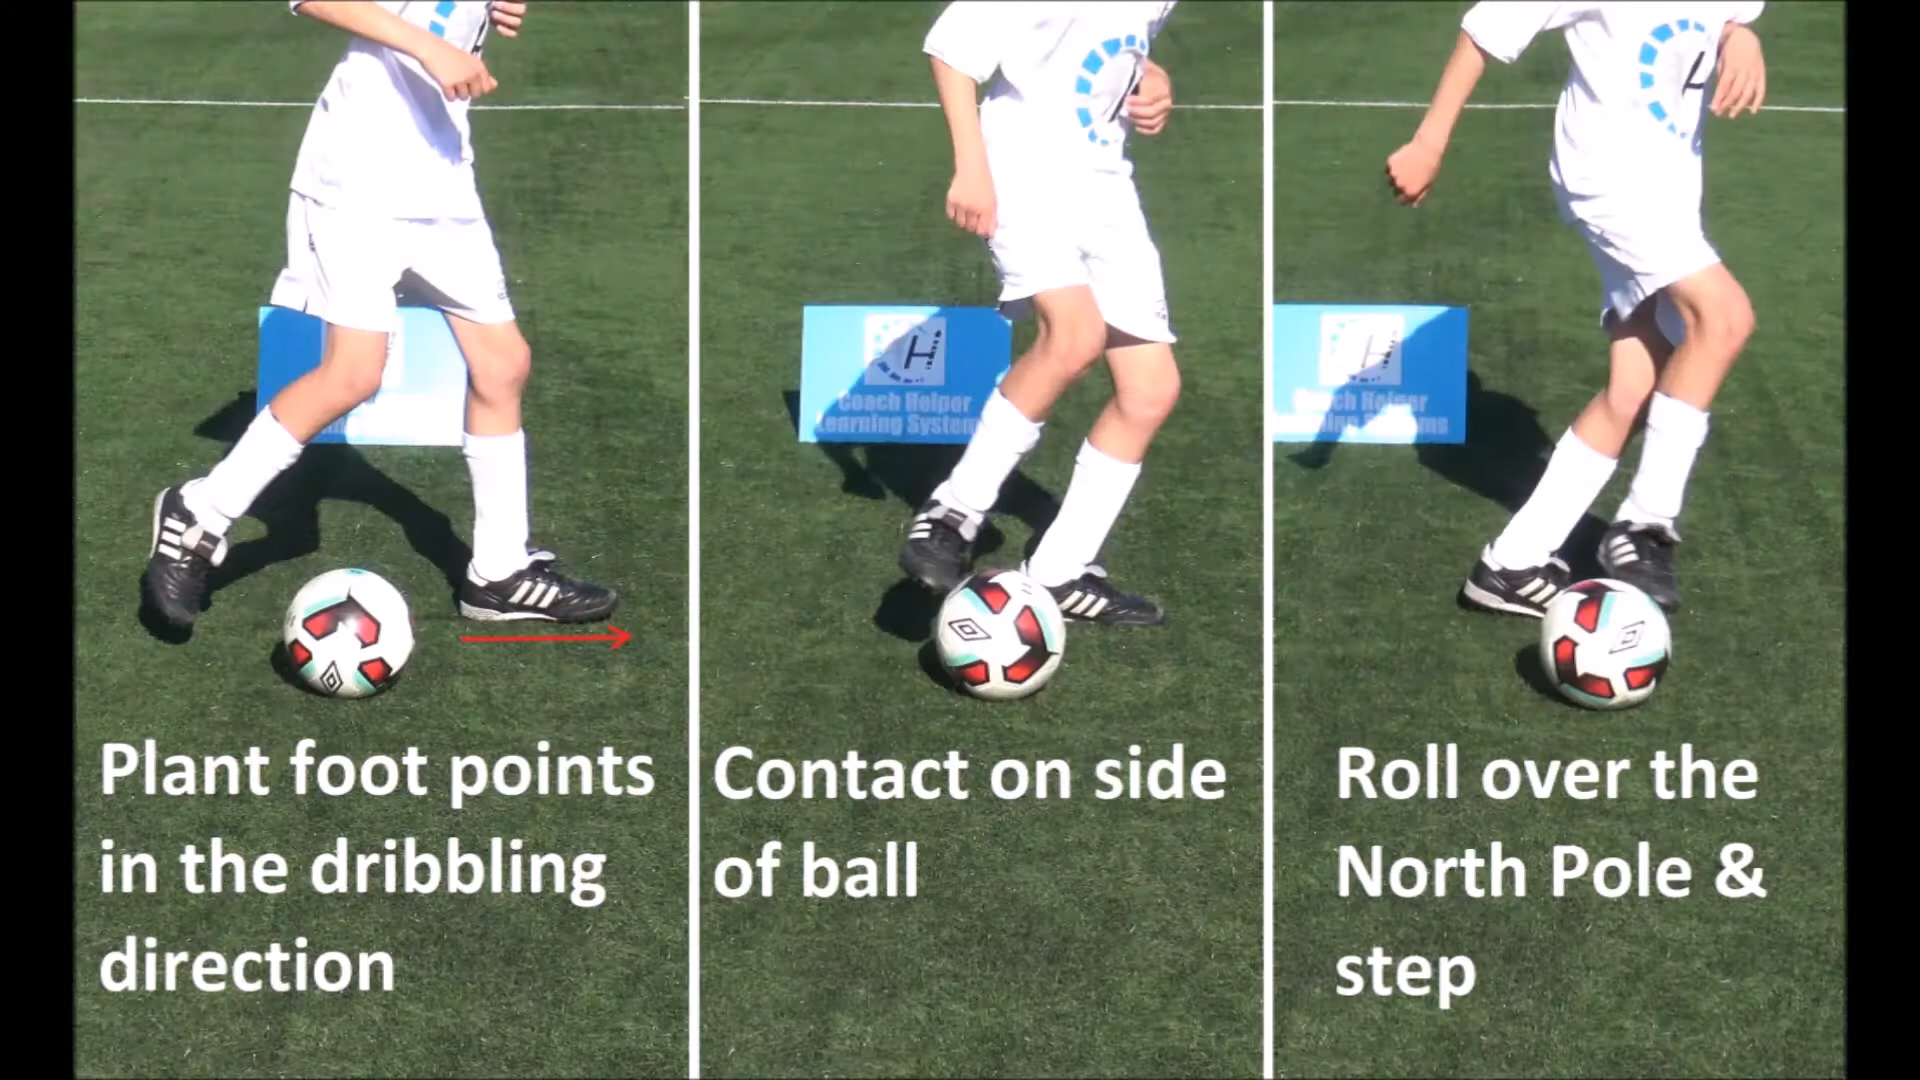 Plant foot points
in the dribbling
direction
Contact on side
of ball
Roll over the
North Pole &
step
Coach Helper
Learning Systems